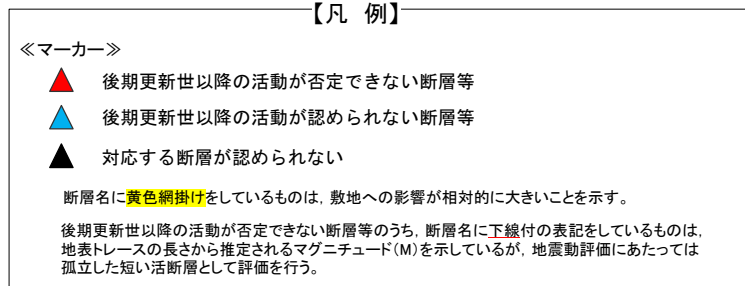 【凡 例】
≪マーカー≫
後期更新世以降の活動が否定できない断層等
後期更新世以降の活動が認められない断層等
対応する断層が認められない
断層名に黄色網掛けをしているものは，敷地への影響が相対的に大きいことを示す。
後期更新世以降の活動が否定できない断層等のうち，断層名に下線付の表記をしているものは，
地表トレースの長さから推定されるマグニチュード(M)を示しているが，地震動評価にあたっては
孤立した短い活断層として評価を行う。